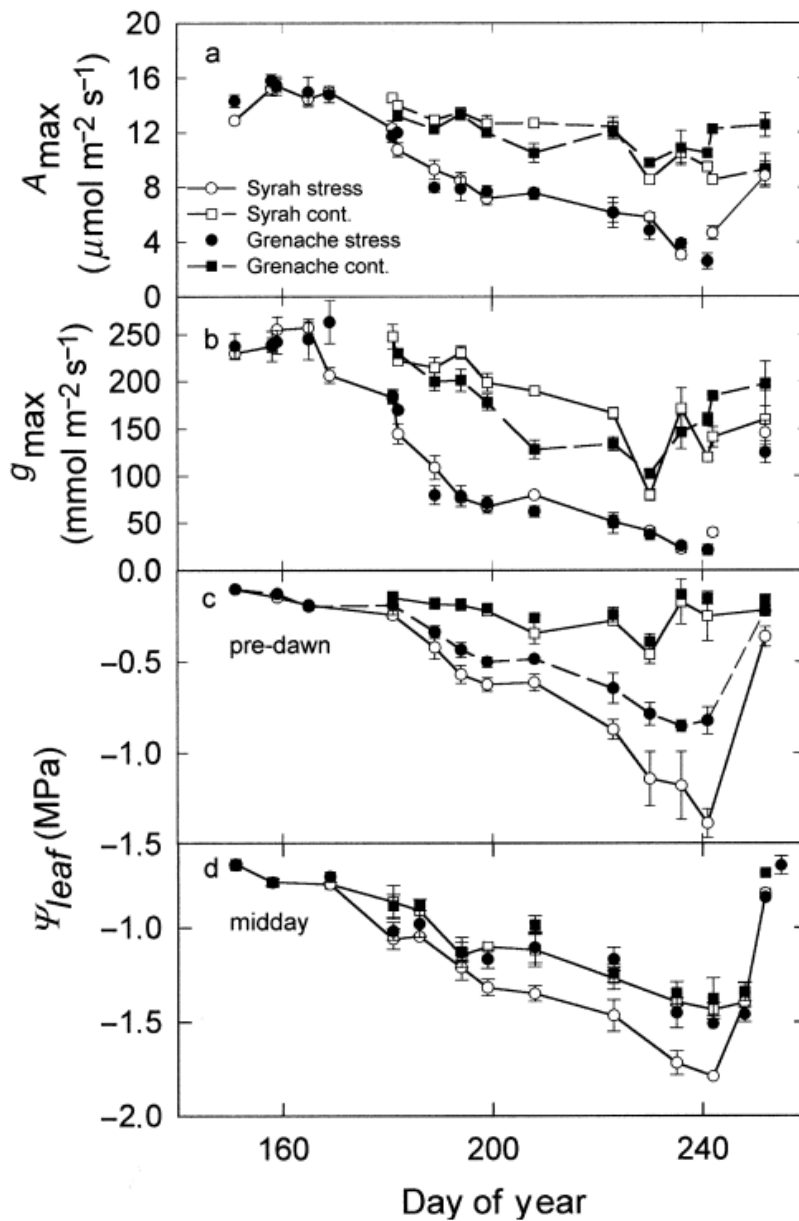 20
a
16
12
8
4
0
A max
(μmol m⁻² s⁻¹)
Syrah stress
Syrah cont.
Grenache stress
Grenache cont.
250
b
200
150
100
50
g max
(mmol m⁻² s⁻¹)
0.0
c
pre-dawn
−0.5
−1.0
−1.5
d
midday
−1.0
−1.5
−2.0
Ψleaf (MPa)
160 200 240
Day of year